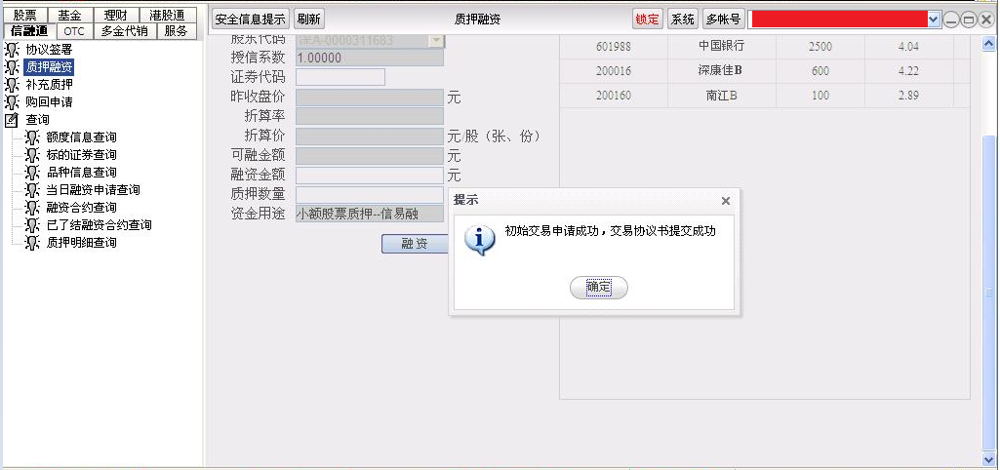 股票 基金 理财 港股通
信融通 OTC 多金代销 服务
安全信息提示 刷新 质押融资 锁定 系统 多帐号
协议签署
质押融资
补充质押
购回申请
查询
额度信息查询
标的证券查询
品种信息查询
当日融资申请查询
融资合约查询
已了结融资合约查询
质押明细查询
股东代码 深A-0000311683
授信系数 1.00000
证券代码
昨收盘价 元
折算率
折算价 元/股（张、份）
可融金额 元
融资金额 元
质押数量
资金用途 小额股票质押--信易融
融资
601988 中国银行 2500 4.04
200016 深康佳B 600 4.22
200160 南江B 100 2.89
提示
初始交易申请成功，交易协议书提交成功
确定